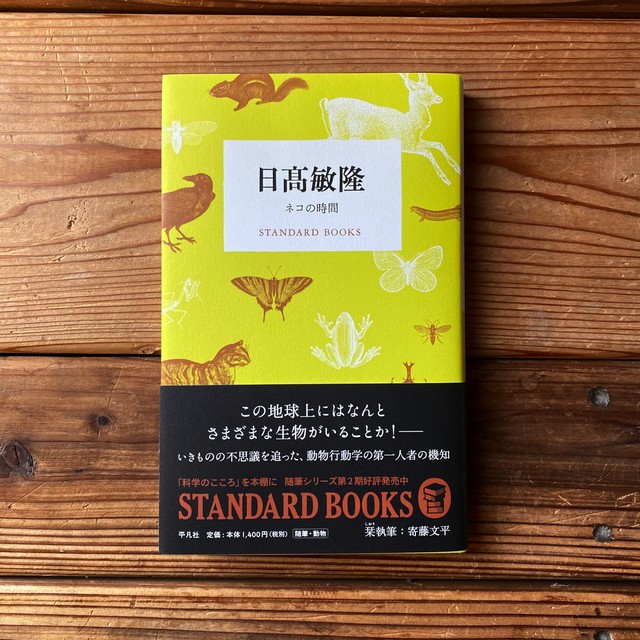 日髙敏隆
ネコの時間
STANDARD BOOKS
この地球上にはなんと
さまざまな生物がいることか!――
いきものの不思議を追った、動物行動学の第一人者の機知
「科学のこころ」を本棚に 随筆シリーズ第2期好評発売中
STANDARD BOOKS
平凡社 定価:本体1,400円(税別) 随筆・動物
しおり
栞執筆:寄藤文平